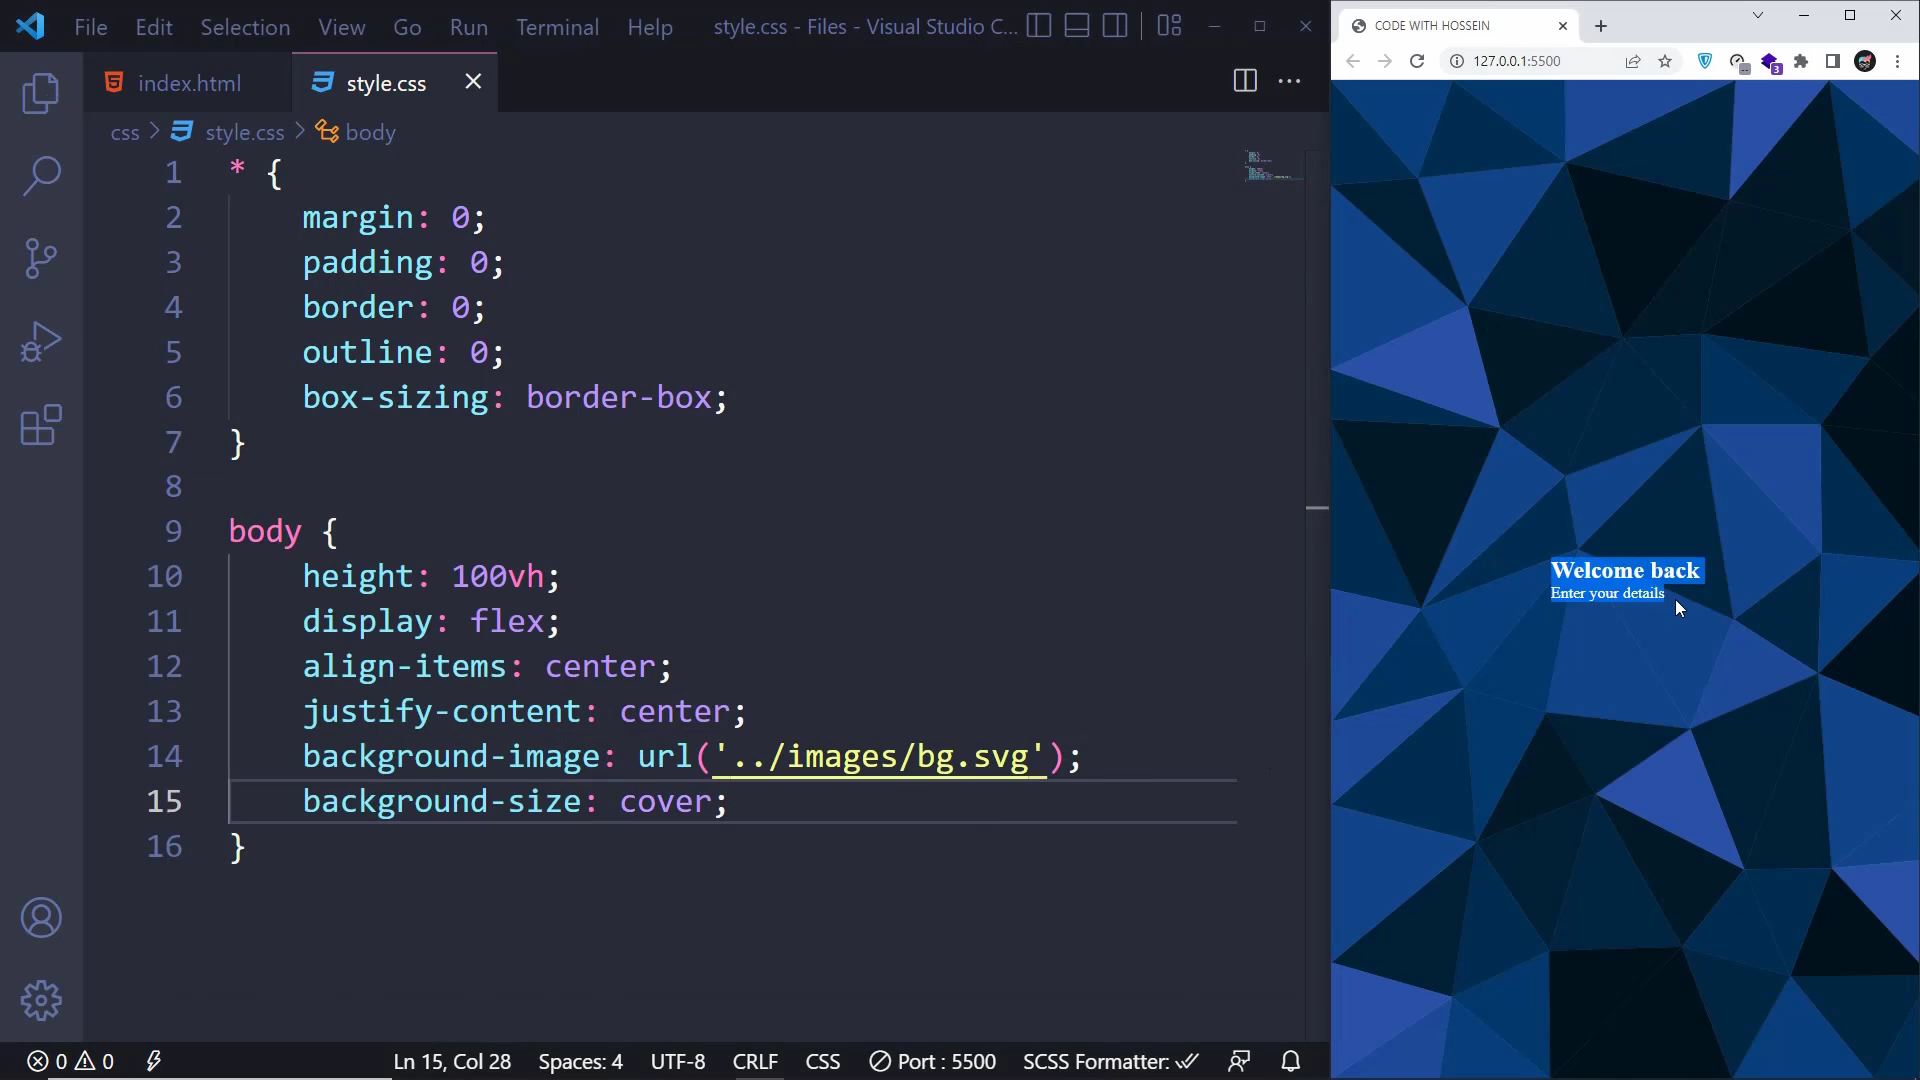 File Edit Selection View Go Run Terminal Help style.css - Files - Visual Studio C...
index.html style.css
css > style.css > body
1 * {
2 margin: 0;
3 padding: 0;
4 border: 0;
5 outline: 0;
6 box-sizing: border-box;
7 }
8
9 body {
10 height: 100vh;
11 display: flex;
12 align-items: center;
13 justify-content: center;
14 background-image: url('../images/bg.svg');
15 background-size: cover;
16 }
0 0 Ln 15, Col 28 Spaces: 4 UTF-8 CRLF CSS Port : 5500 SCSS Formatter:
CODE WITH HOSSEIN
127.0.0.1:5500
3
Welcome back
Enter your details